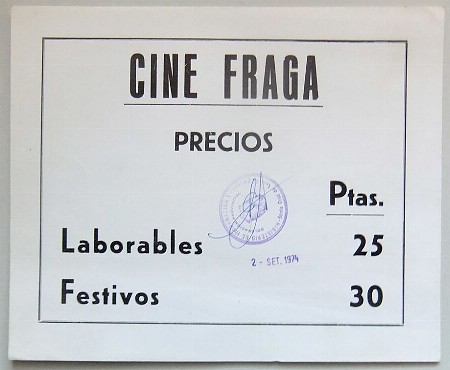 CINE FRAGA
PRECIOS
Ptas.
Laborables 25
2 - SET. 1974
Festivos 30